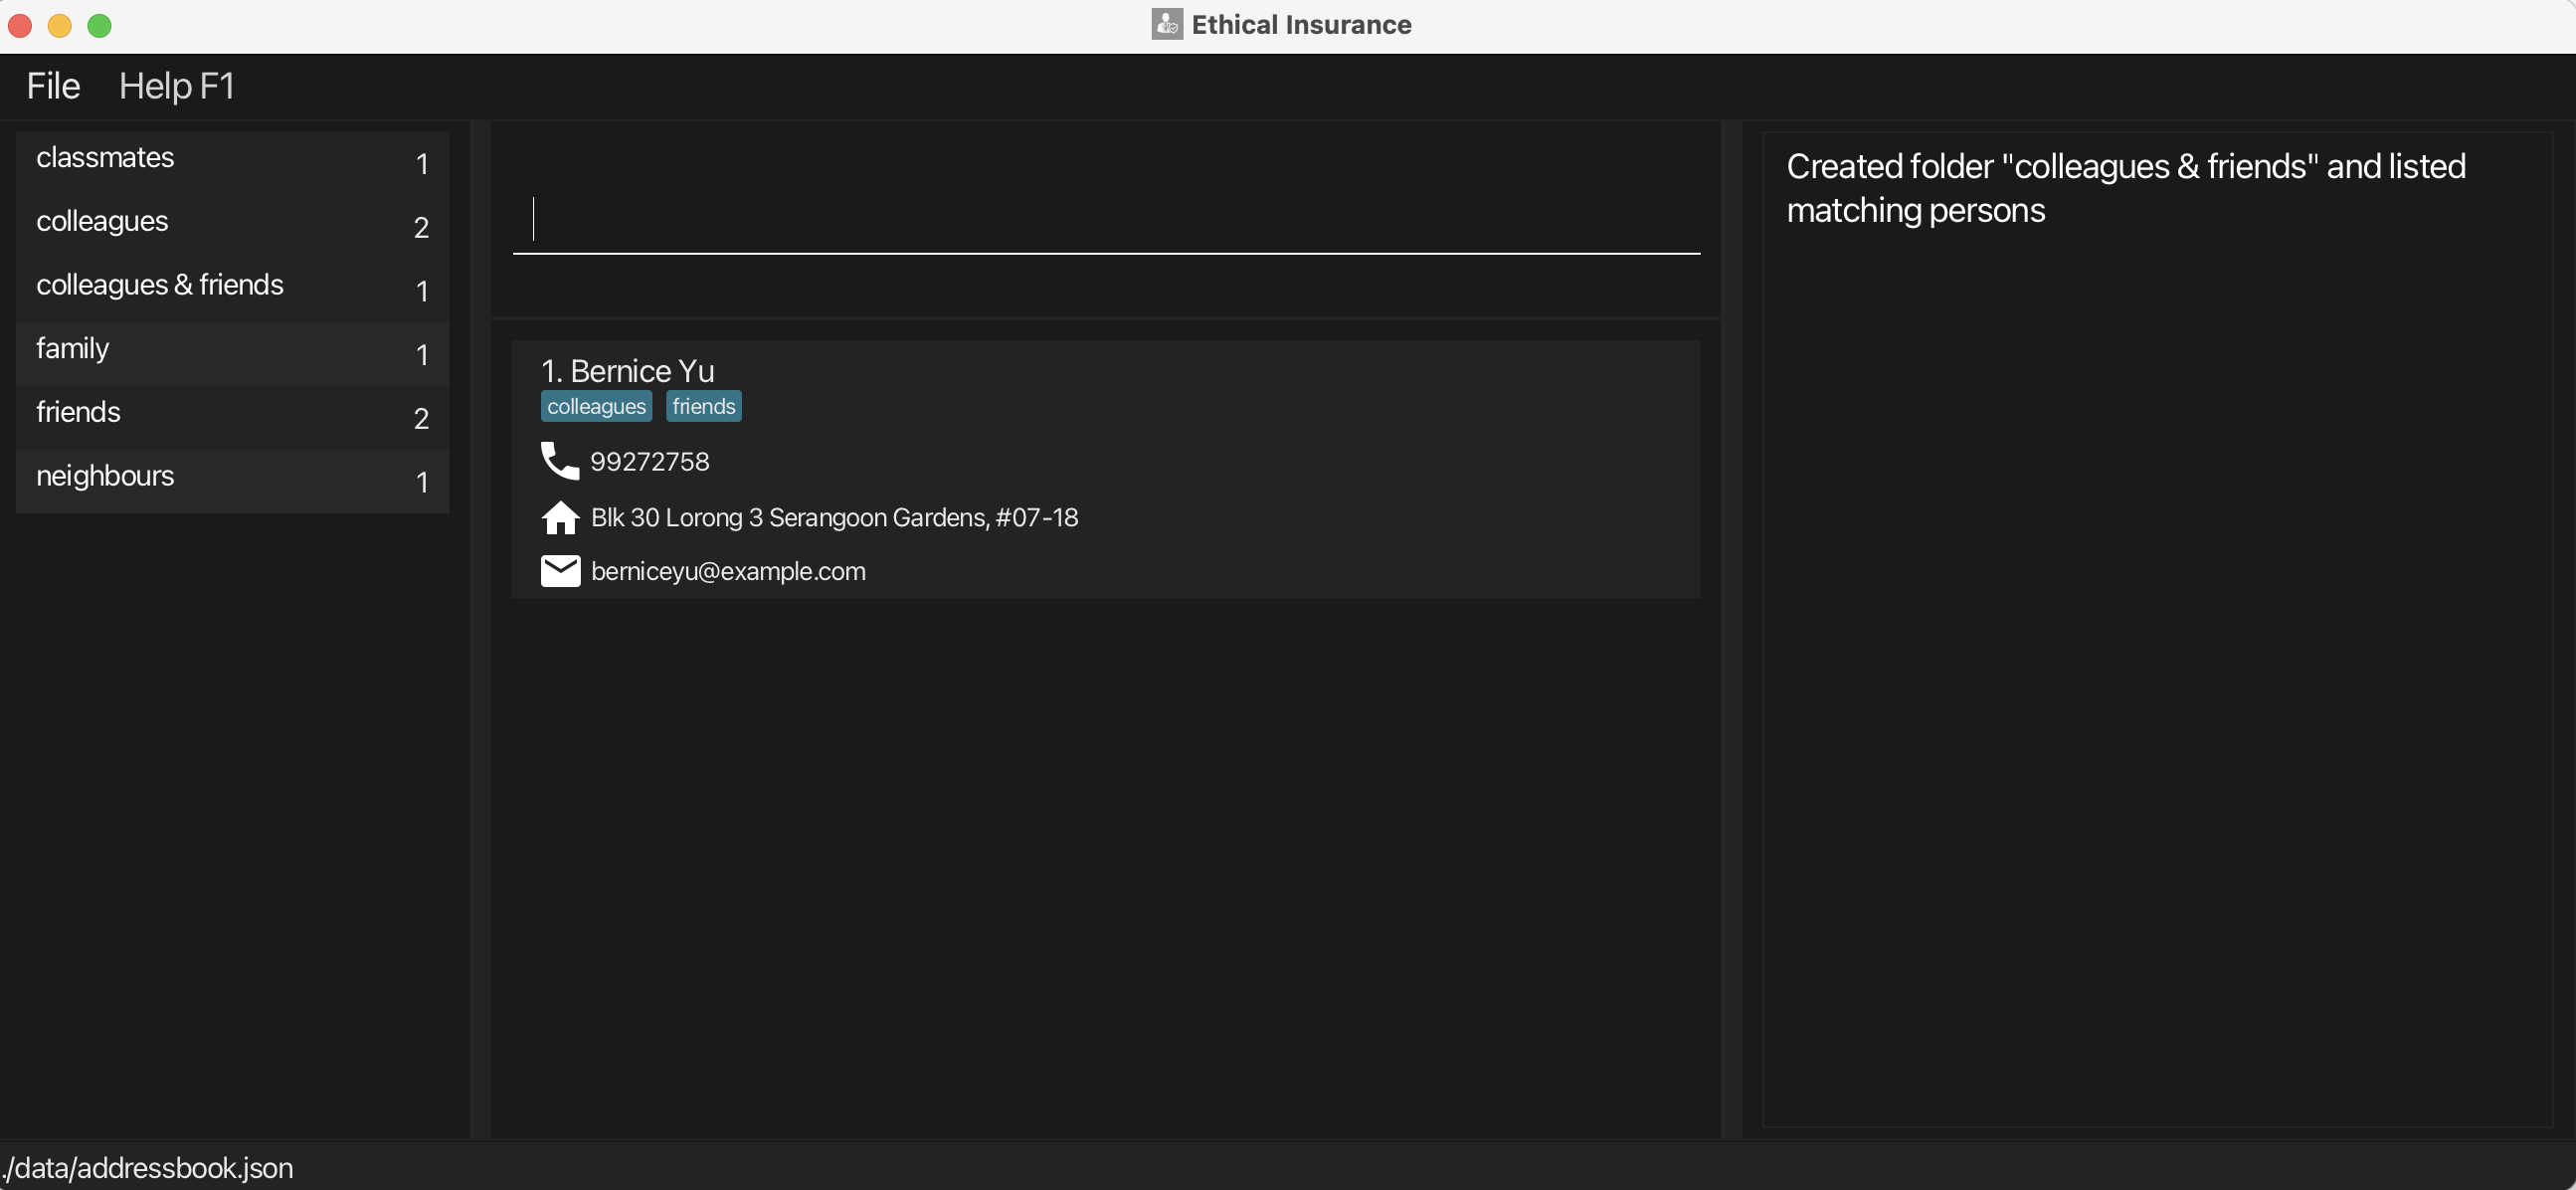 Ethical Insurance
File Help F1
classmates 1
colleagues 2
colleagues & friends 1
family 1
friends 2
neighbours 1
1. Bernice Yu
colleagues friends
99272758
Blk 30 Lorong 3 Serangoon Gardens, #07-18
berniceyu@example.com
Created folder "colleagues & friends" and listed
matching persons
./data/addressbook.json